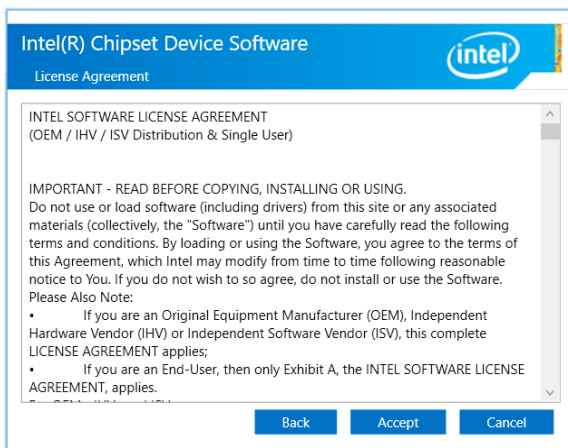 Intel(R) Chipset Device Software
intel
License Agreement
INTEL SOFTWARE LICENSE AGREEMENT
(OEM / IHV / ISV Distribution & Single User)
IMPORTANT - READ BEFORE COPYING, INSTALLING OR USING.
Do not use or load software (including drivers) from this site or any associated
materials (collectively, the "Software") until you have carefully read the following
terms and conditions. By loading or using the Software, you agree to the terms of
this Agreement, which Intel may modify from time to time following reasonable
notice to You. If you do not wish to so agree, do not install or use the Software.
Please Also Note:
• If you are an Original Equipment Manufacturer (OEM), Independent
Hardware Vendor (IHV) or Independent Software Vendor (ISV), this complete
LICENSE AGREEMENT applies;
• If you are an End-User, then only Exhibit A, the INTEL SOFTWARE LICENSE
AGREEMENT, applies.
Back Accept Cancel